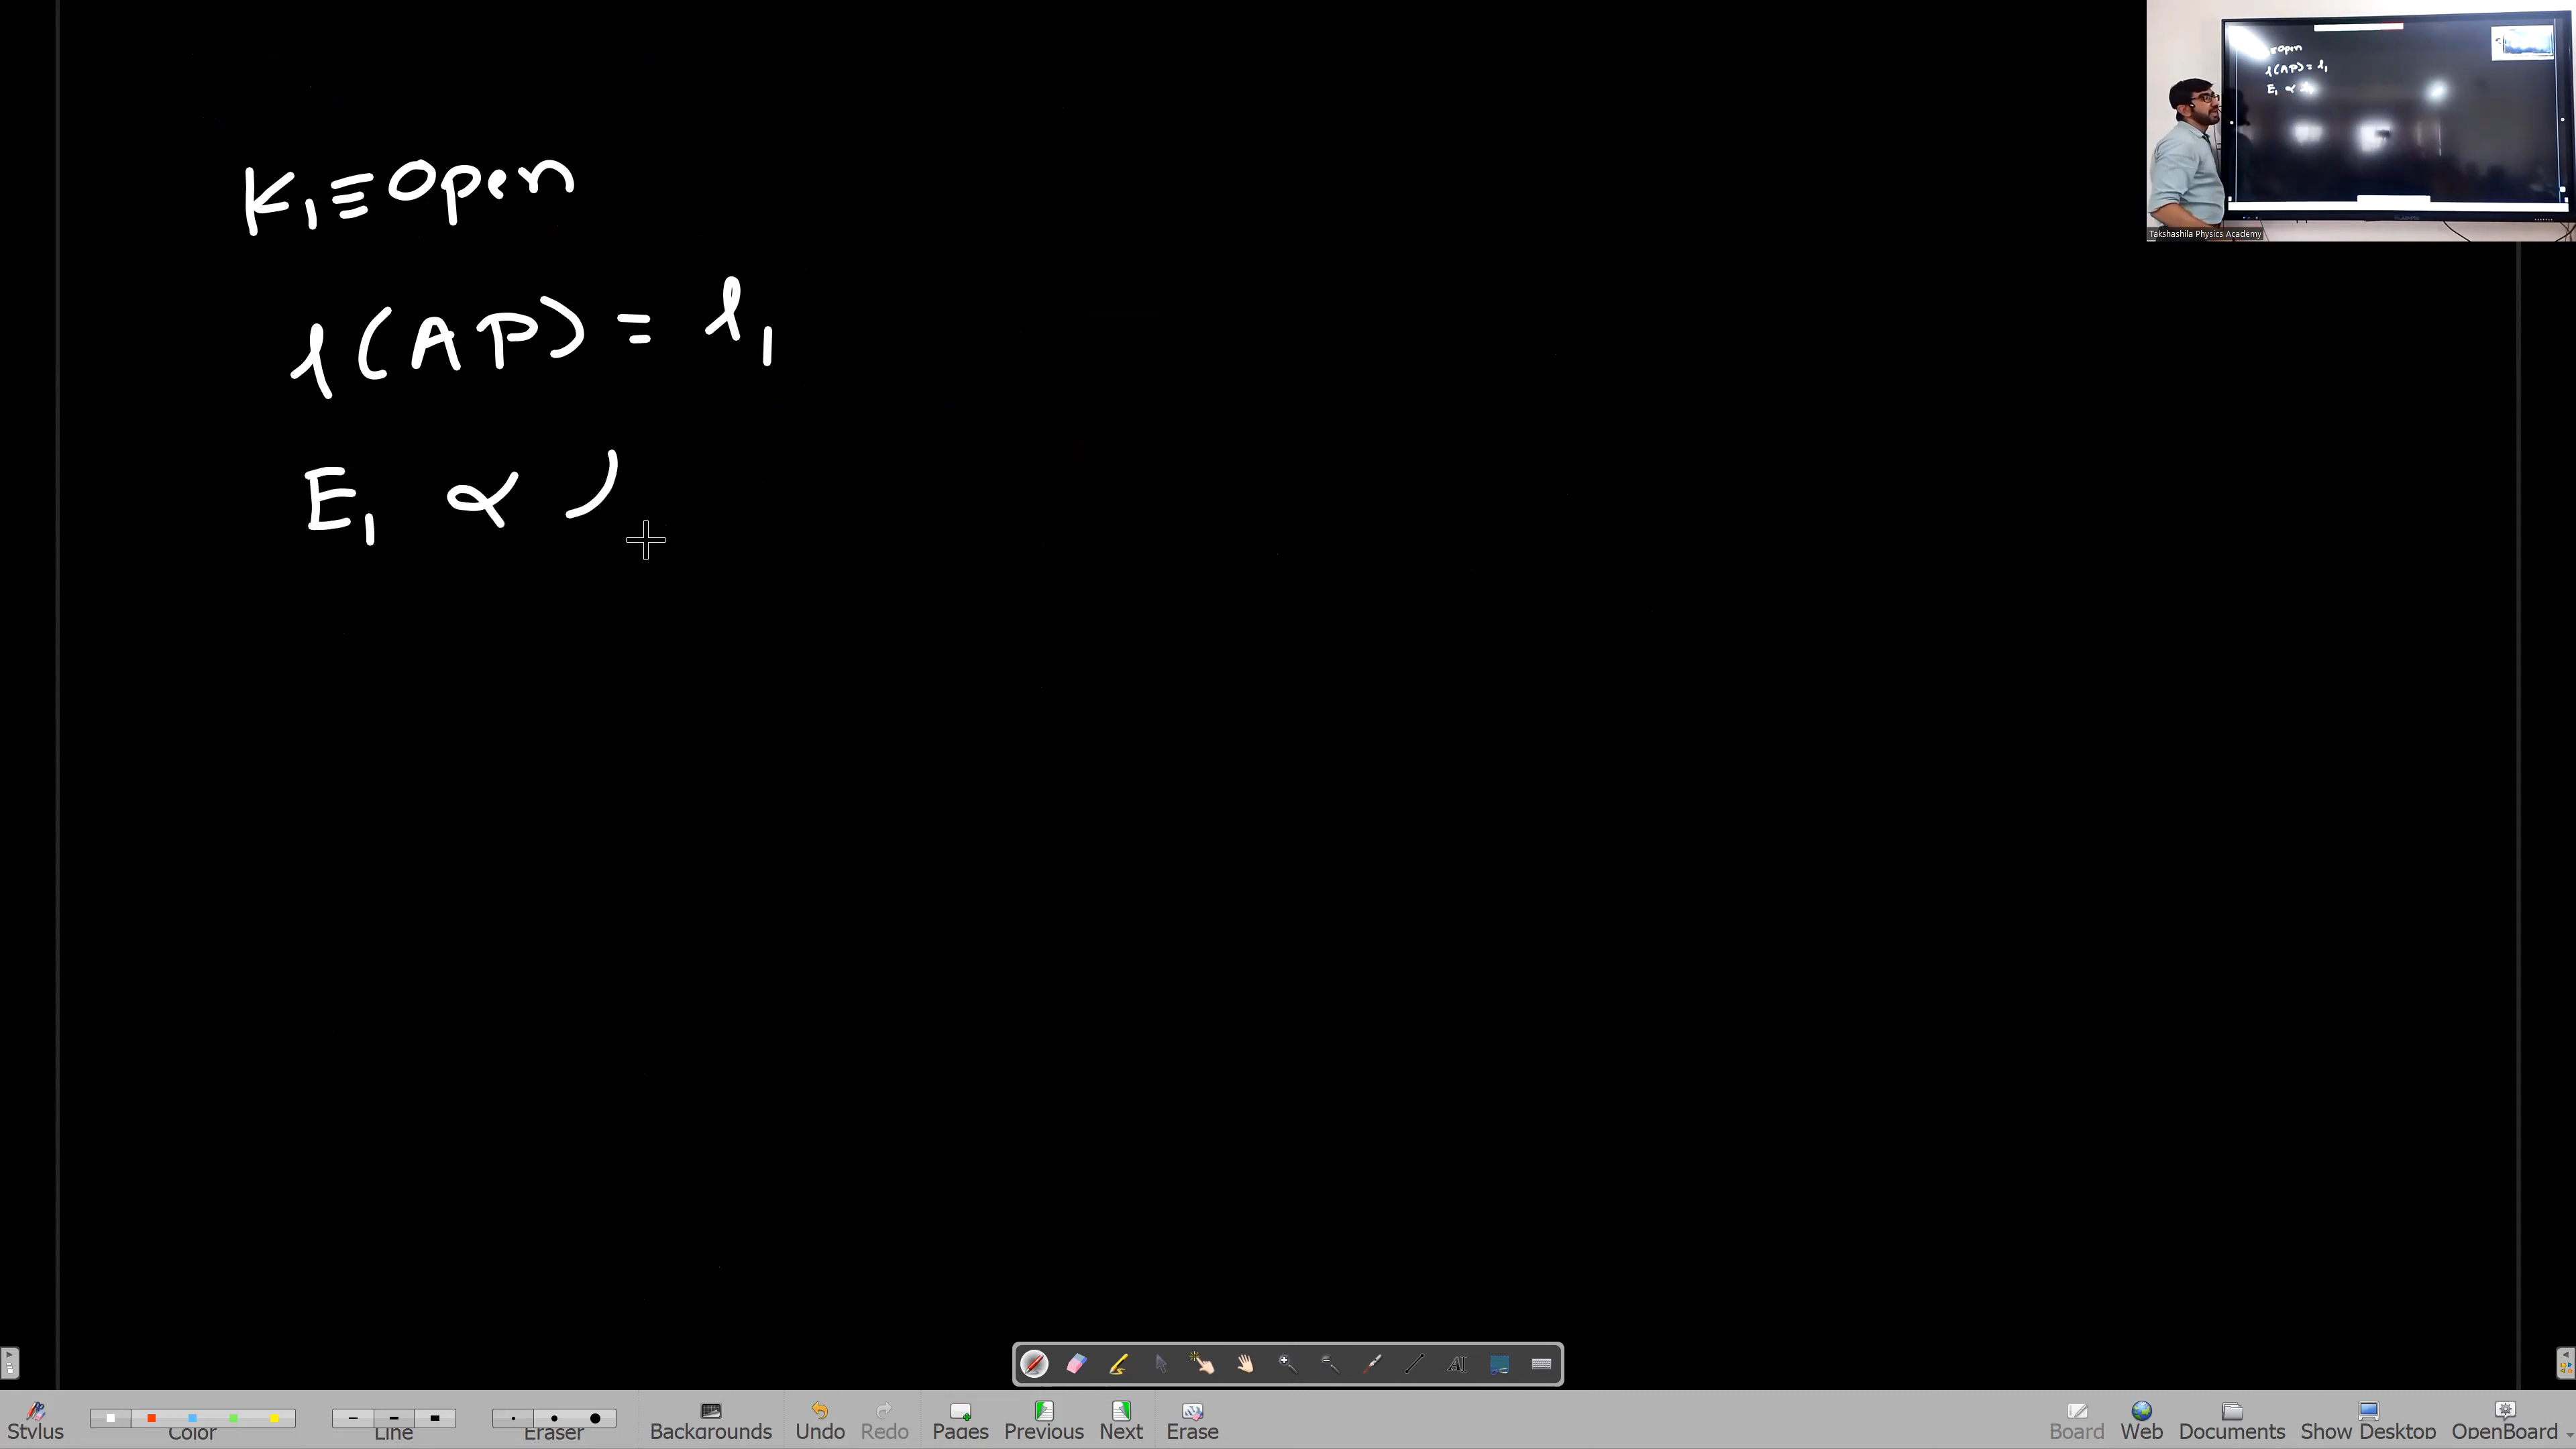 K₁ ≡ Open
l(AP) = l₁
E₁ ∝
Takshashila Physics Academy
Stylus
Color
Line
Eraser
Backgrounds
Undo
Redo
Pages
Previous
Next
Erase
Board
Web
Documents
Show Desktop
OpenBoard